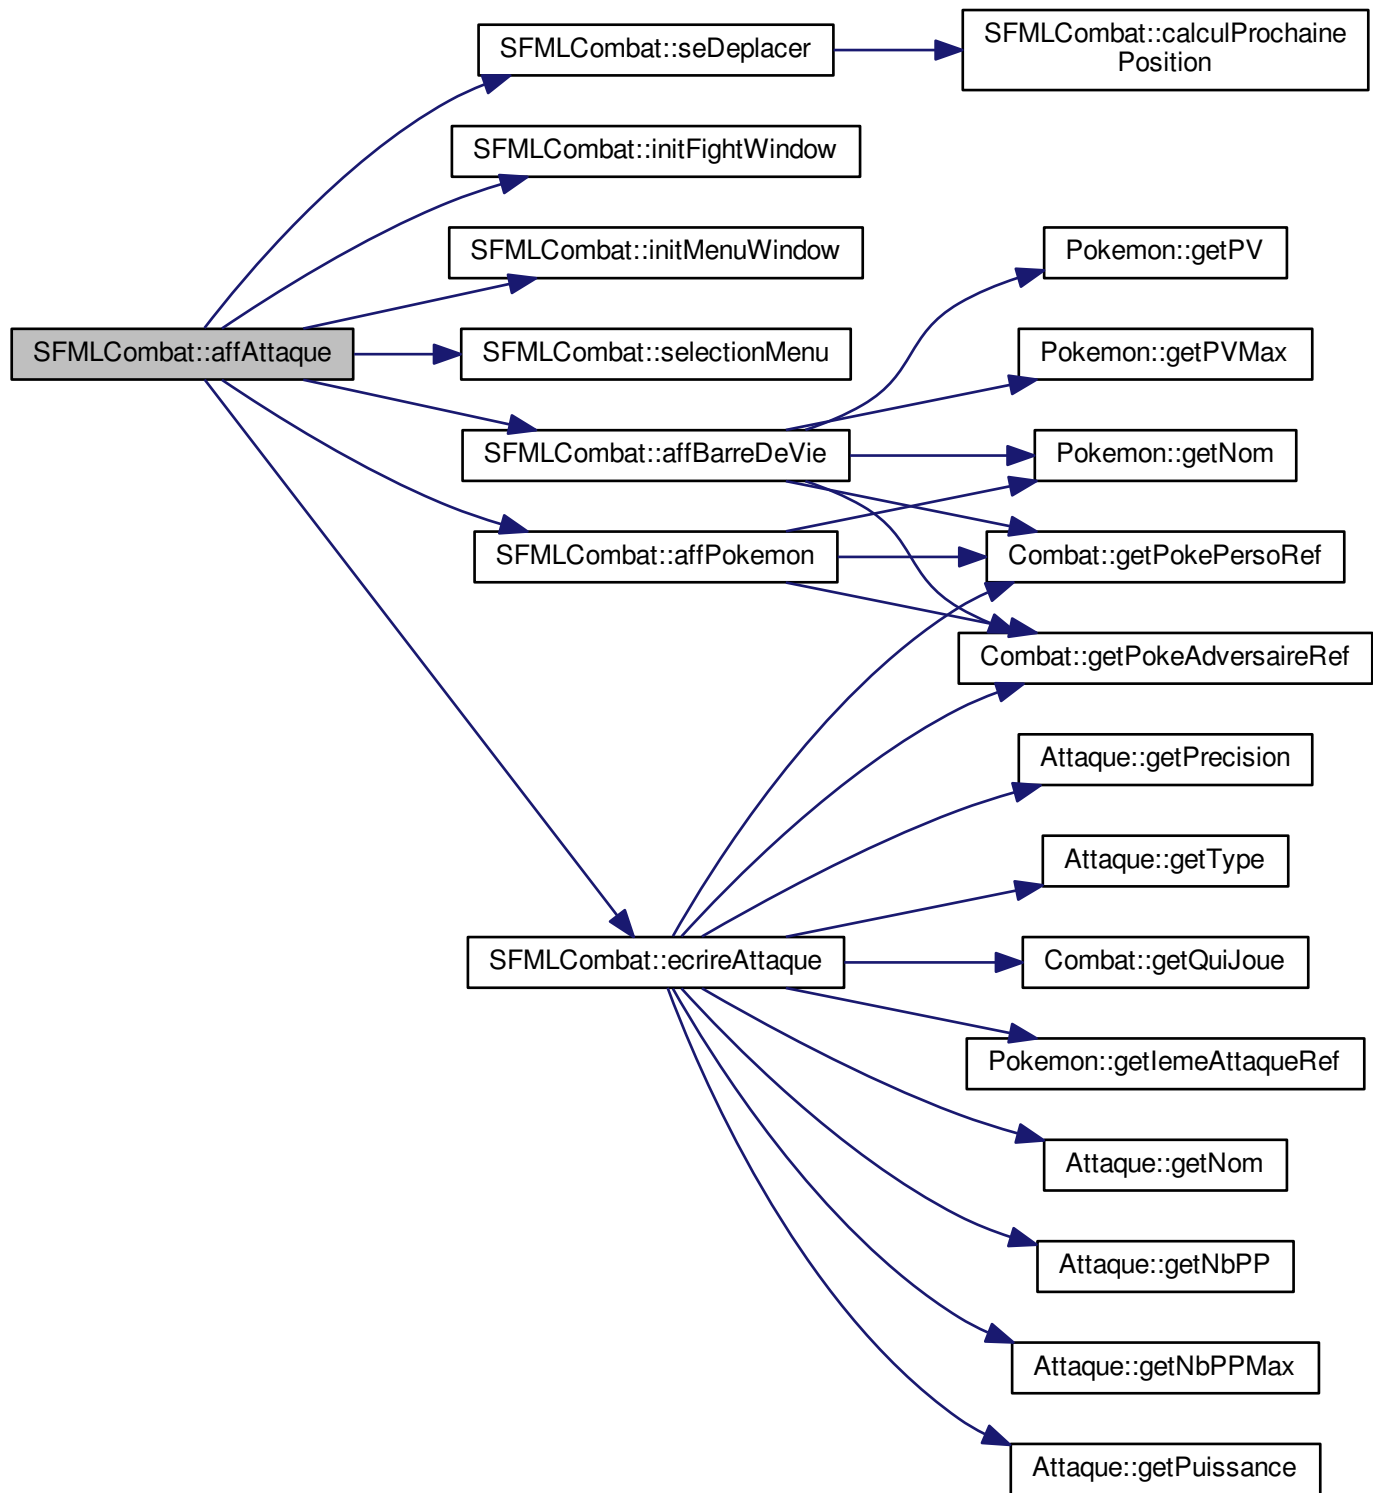 SFMLCombat::seDeplacer
SFMLCombat::calculProchaine
Position
SFMLCombat::initFightWindow
SFMLCombat::initMenuWindow
Pokemon::getPV
SFMLCombat::affAttaque
SFMLCombat::selectionMenu
Pokemon::getPVMax
SFMLCombat::affBarreDeVie
Pokemon::getNom
SFMLCombat::affPokemon
Combat::getPokePersoRef
Combat::getPokeAdversaireRef
Attaque::getPrecision
Attaque::getType
SFMLCombat::ecrireAttaque
Combat::getQuiJoue
Pokemon::getIemeAttaqueRef
Attaque::getNom
Attaque::getNbPP
Attaque::getNbPPMax
Attaque::getPuissance